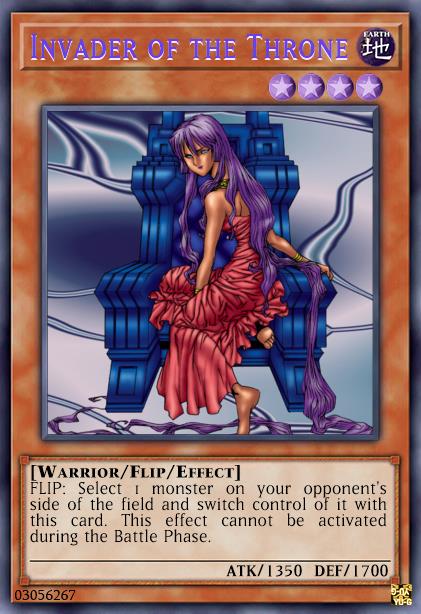 INVADER OF THE THRONE
EARTH
地
[WARRIOR/FLIP/EFFECT]
FLIP: Select 1 monster on your opponent's
side of the field and switch control of it with
this card. This effect cannot be activated
during the Battle Phase.
ATK/1350 DEF/1700
03056267